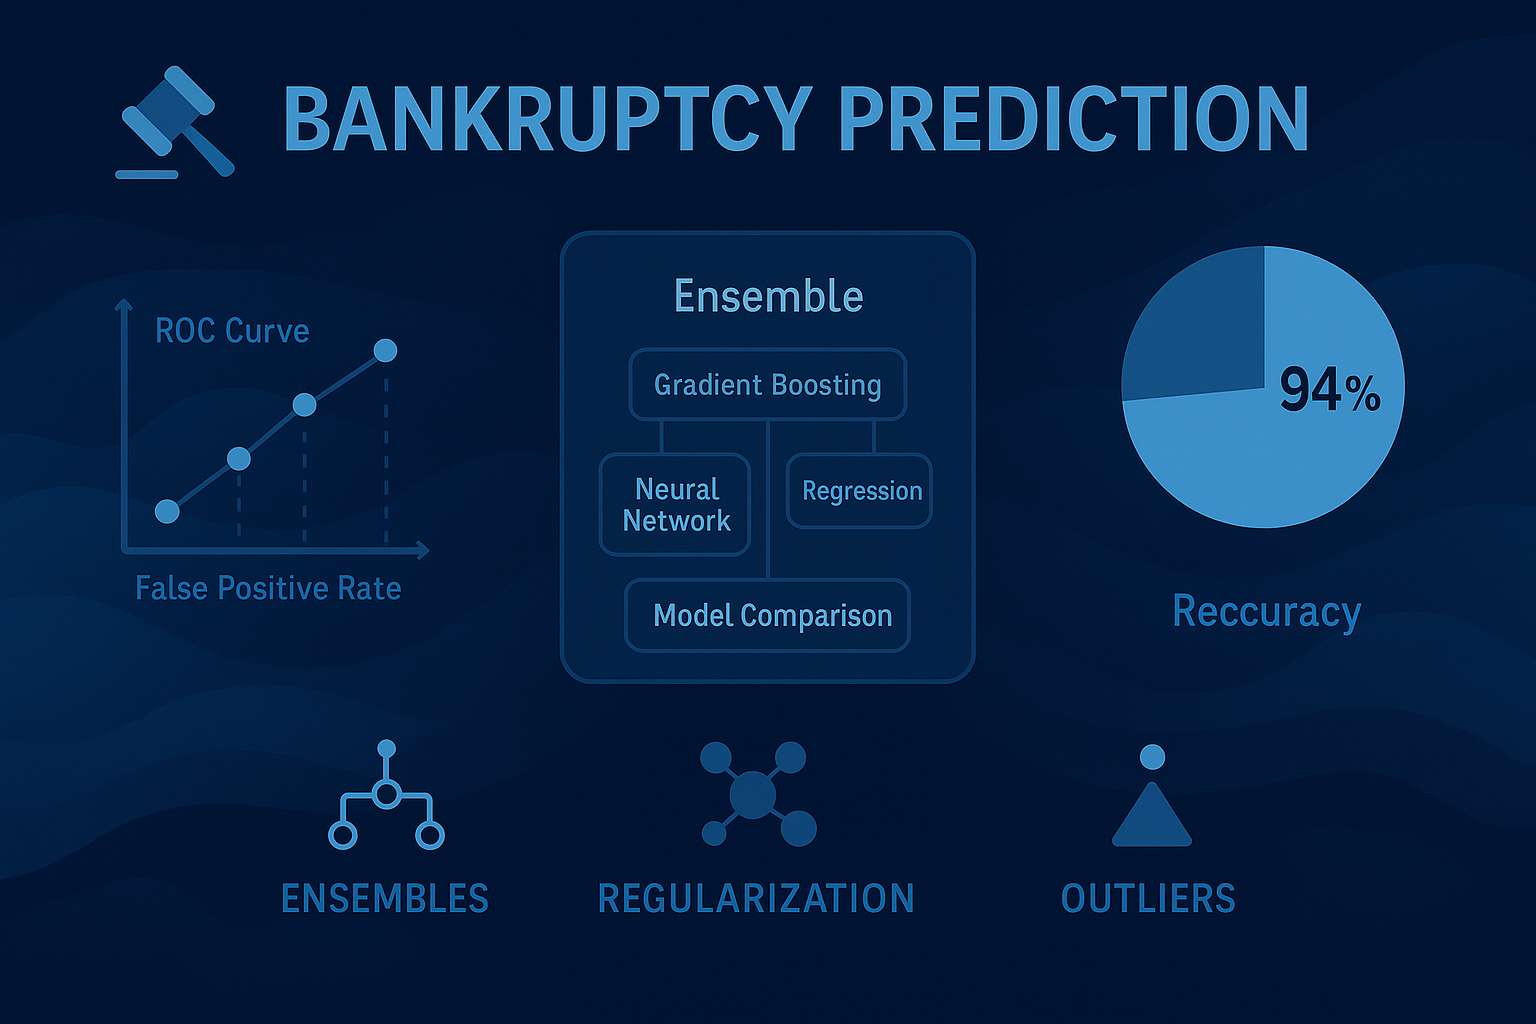 BANKRUPTCY PREDICTION
ROC Curve
False Positive Rate
Ensemble
Gradient Boosting
Neural
Network
Regression
Model Comparison
94%
Reccuracy
ENSEMBLES
REGULARIZATION
OUTLIERS